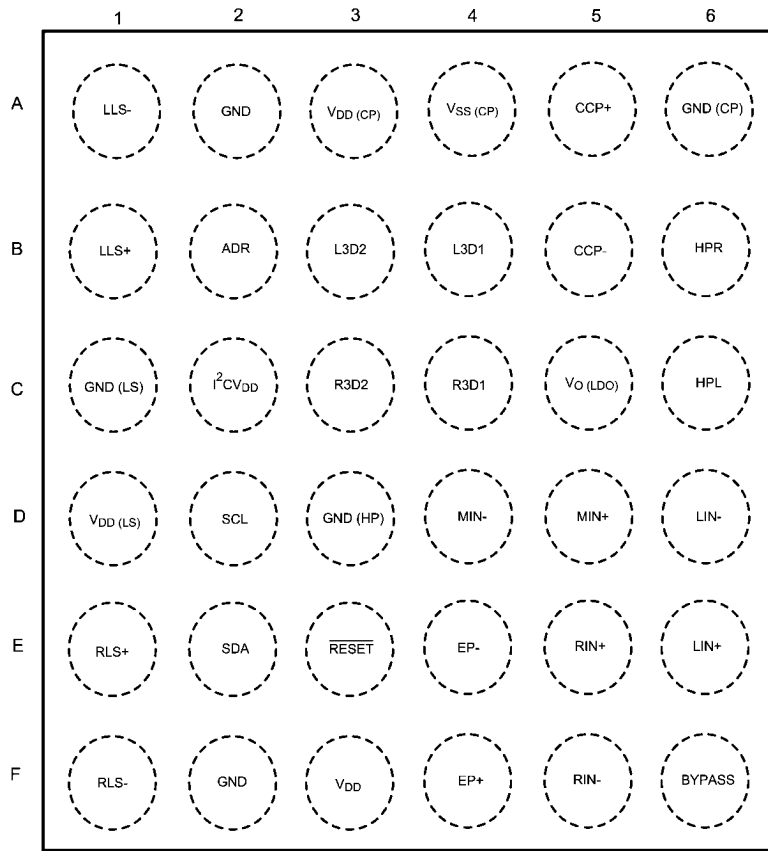 1 2 3 4 5 6
A LLS- GND VDD (CP) VSS (CP) CCP+ GND (CP)
B LLS+ ADR L3D2 L3D1 CCP- HPR
C GND (LS) I²CVDD R3D2 R3D1 VO (LDO) HPL
D VDD (LS) SCL GND (HP) MIN- MIN+ LIN-
E RLS+ SDA RESET EP- RIN+ LIN+
F RLS- GND VDD EP+ RIN- BYPASS